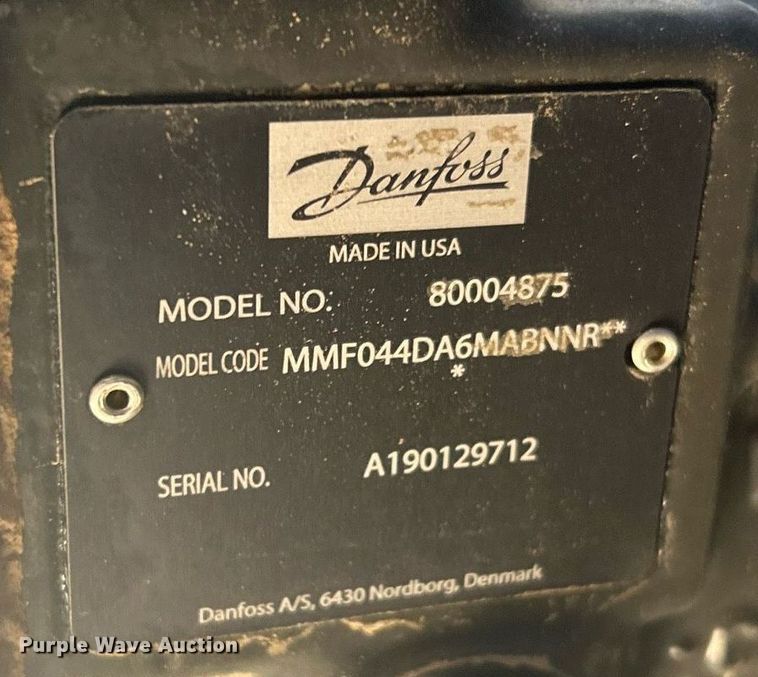 Danfoss
MADE IN USA
MODEL NO. 80004875
MODEL CODE MMF044DA6MABNNR**
*
SERIAL NO. A190129712
Danfoss A/S, 6430 Nordborg, Denmark
Purple Wave Auction